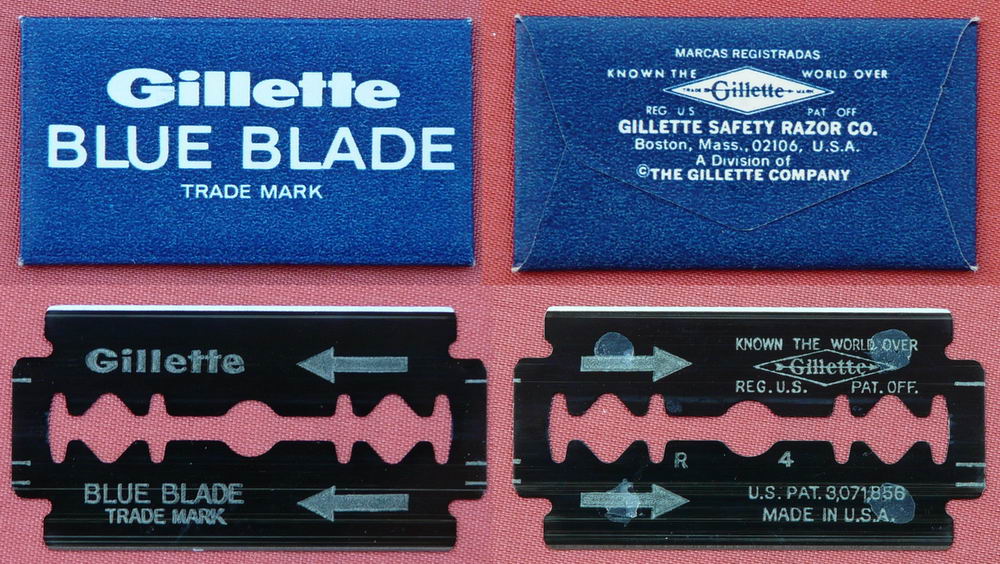 Gillette
BLUE BLADE
TRADE MARK
MARCAS REGISTRADAS
KNOWN THE WORLD OVER
TRADE Gillette MARK
REG. U S PAT OFF
GILLETTE SAFETY RAZOR CO.
Boston, Mass., 02106, U.S.A.
A Division of
©THE GILLETTE COMPANY
Gillette
BLUE BLADE
TRADE MARK
KNOWN THE WORLD OVER
Gillette
REG. U.S. PAT. OFF.
R 4
U.S. PAT. 3,071,856
MADE IN U.S.A.